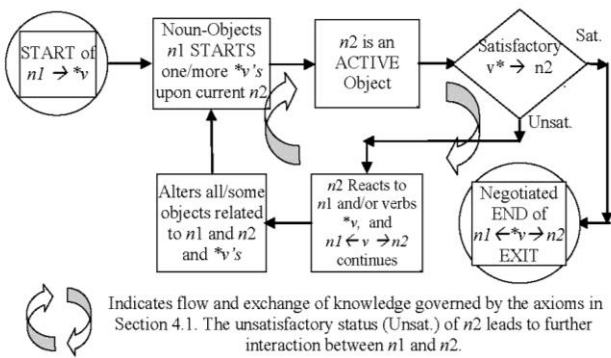 START of
n1 → *v
Noun-Objects
n1 STARTS
one/more *v's
upon current n2
n2 is an
ACTIVE
Object
Satisfactory
v* → n2
Sat.
Unsat.
n2 Reacts to
n1 and/or verbs
*v, and
n1 ← v → n2
continues
Alters all/some
objects related
to n1 and n2
and *v's
Negotiated
END of
n1 ←*v→ n2
EXIT
Indicates flow and exchange of knowledge governed by the axioms in
Section 4.1. The unsatisfactory status (Unsat.) of n2 leads to further
interaction between n1 and n2.